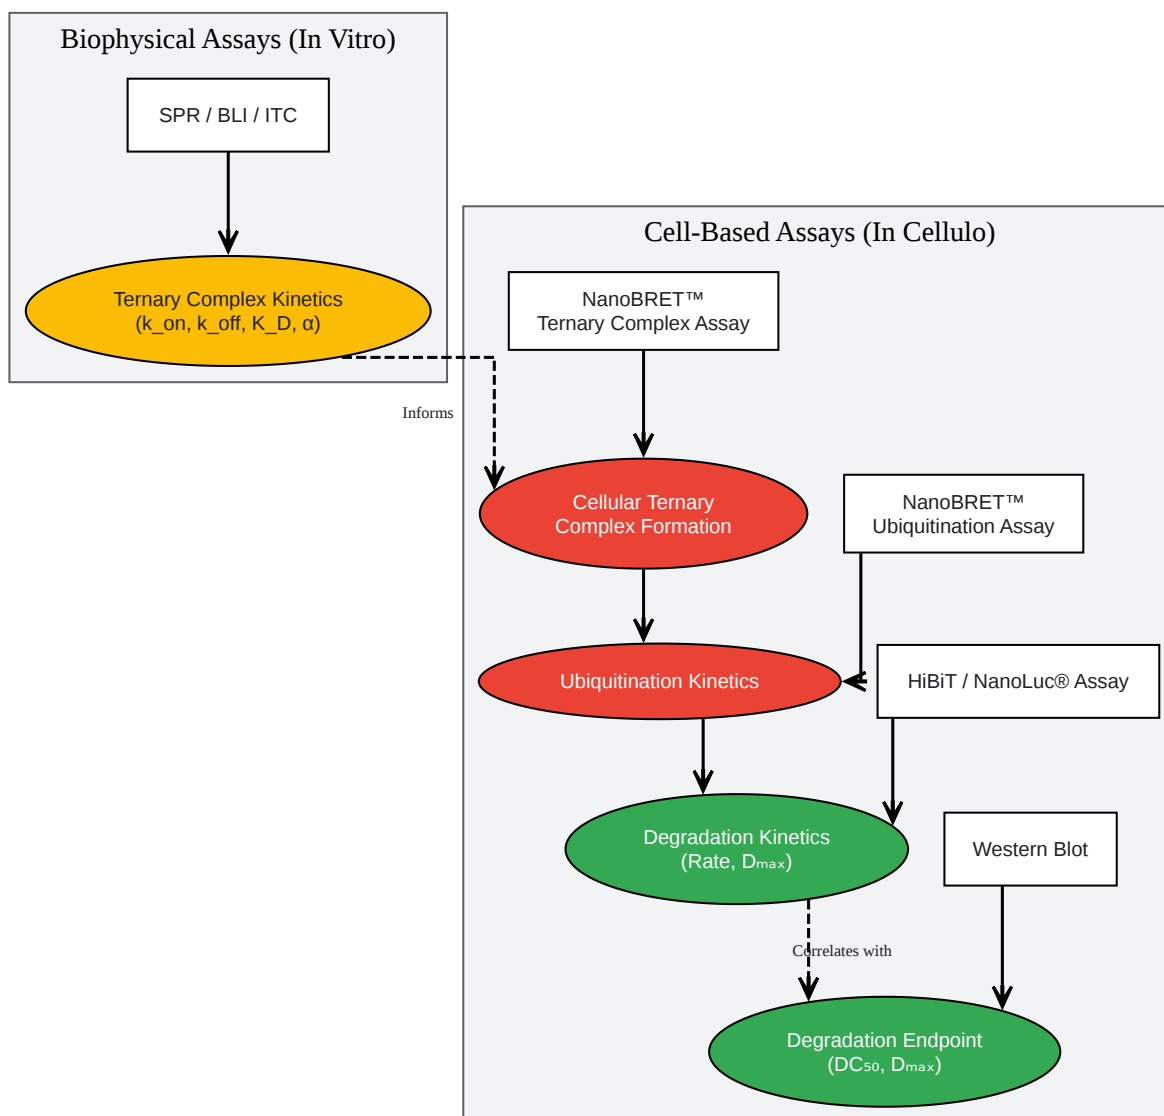 Biophysical Assays (In Vitro)
SPR / BLI / ITC
Ternary Complex Kinetics
(k_on, k_off, K_D, α)
Informs
Cell-Based Assays (In Cellulo)
NanoBRET™
Ternary Complex Assay
Cellular Ternary
Complex Formation
NanoBRET™
Ubiquitination Assay
Ubiquitination Kinetics
HiBiT / NanoLuc® Assay
Degradation Kinetics
(Rate, Dₘₐₓ)
Western Blot
Correlates with
Degradation Endpoint
(DC₅₀, Dₘₐₓ)